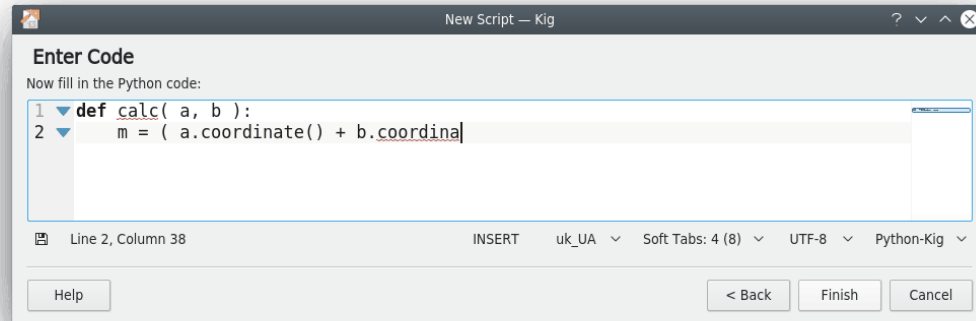 New Script — Kig
Enter Code
Now fill in the Python code:
1 def calc( a, b ):
2 m = ( a.coordinate() + b.coordina
Line 2, Column 38 INSERT uk_UA Soft Tabs: 4 (8) UTF-8 Python-Kig
Help < Back Finish Cancel